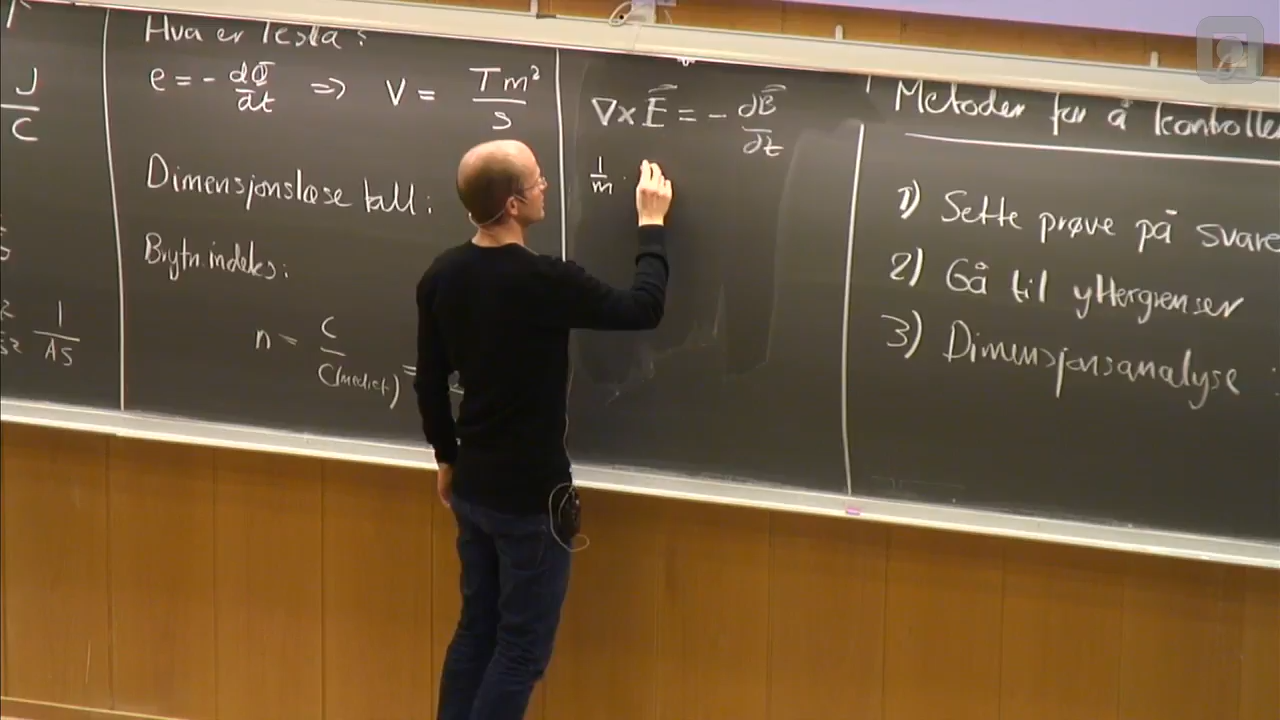 J
C
1
As
Hva er Tesla?
e = - dΦ/dt => V = Tm²/s
Dimensjonsløse tall:
Brytn.indeks:
n = c/c(mediet) =
∇×E = - ∂B/∂t
1/m ·
Metoder for å kontroller
1) Sette prøve på svare
2) Gå til yttergrenser
3) Dimensjonsanalyse: